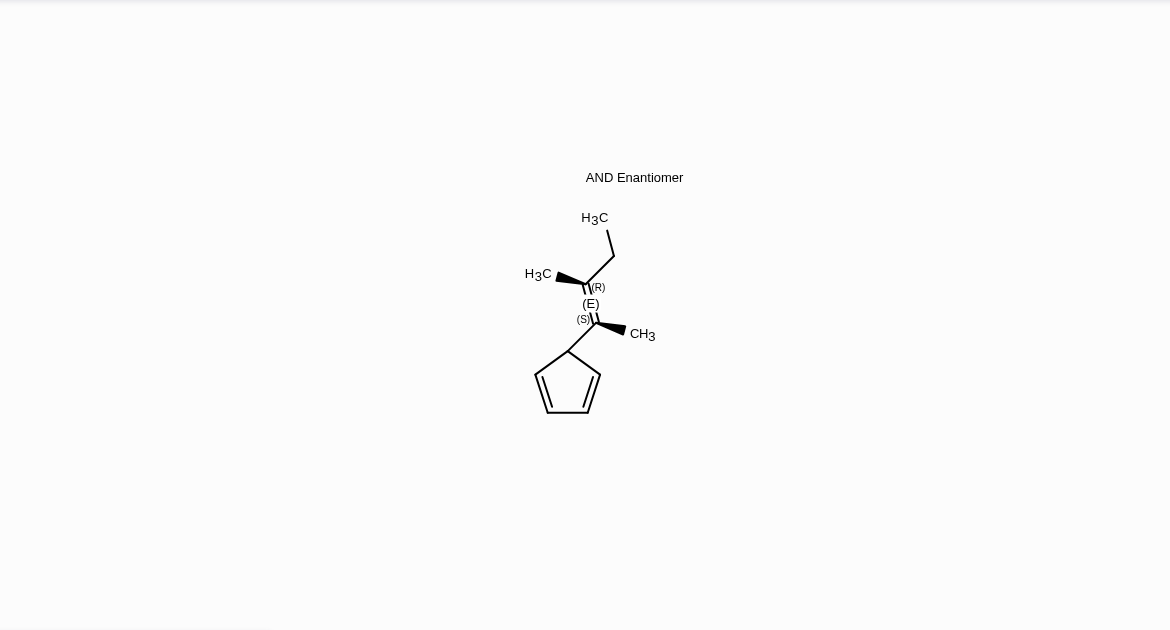 AND Enantiomer
H3C
H3C
(R)
(E)
(S)
CH3